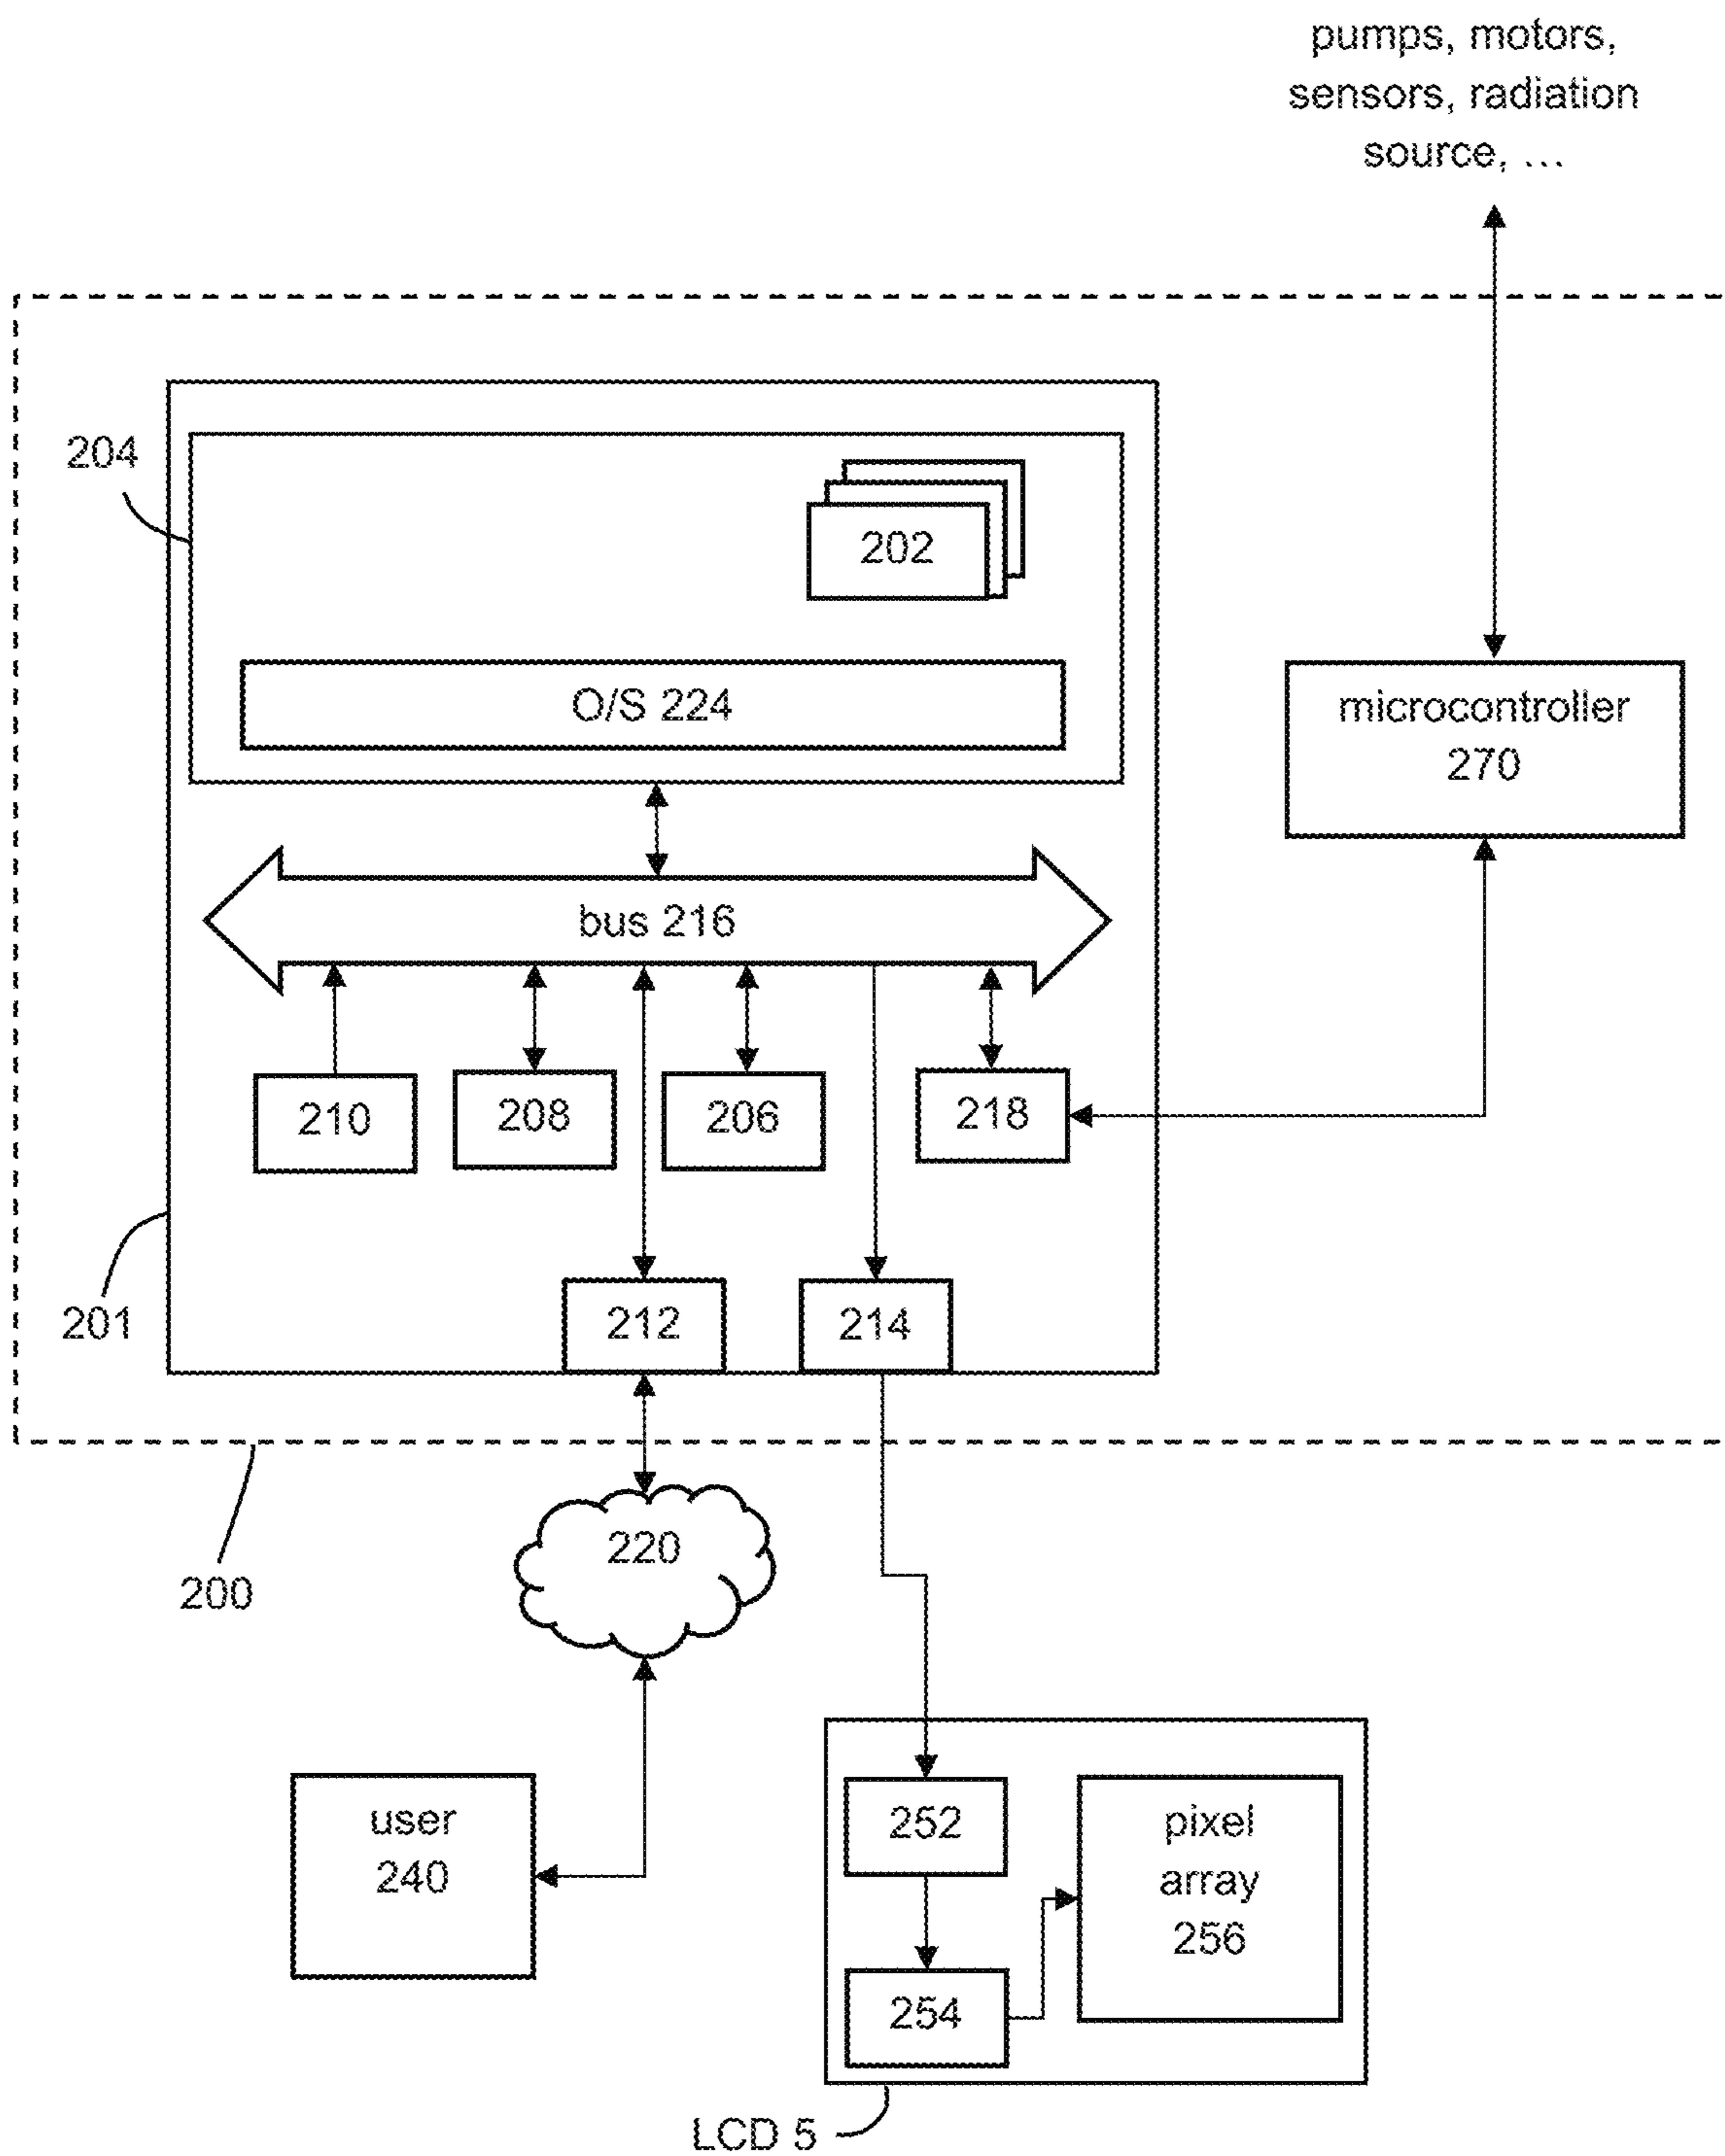 pumps, motors,
sensors, radiation
source, ...
204
202
O/S 224
microcontroller
270
bus 216
210
208
206
218
201
212
214
200
220
user
240
252
pixel
array
256
254
LCD 5